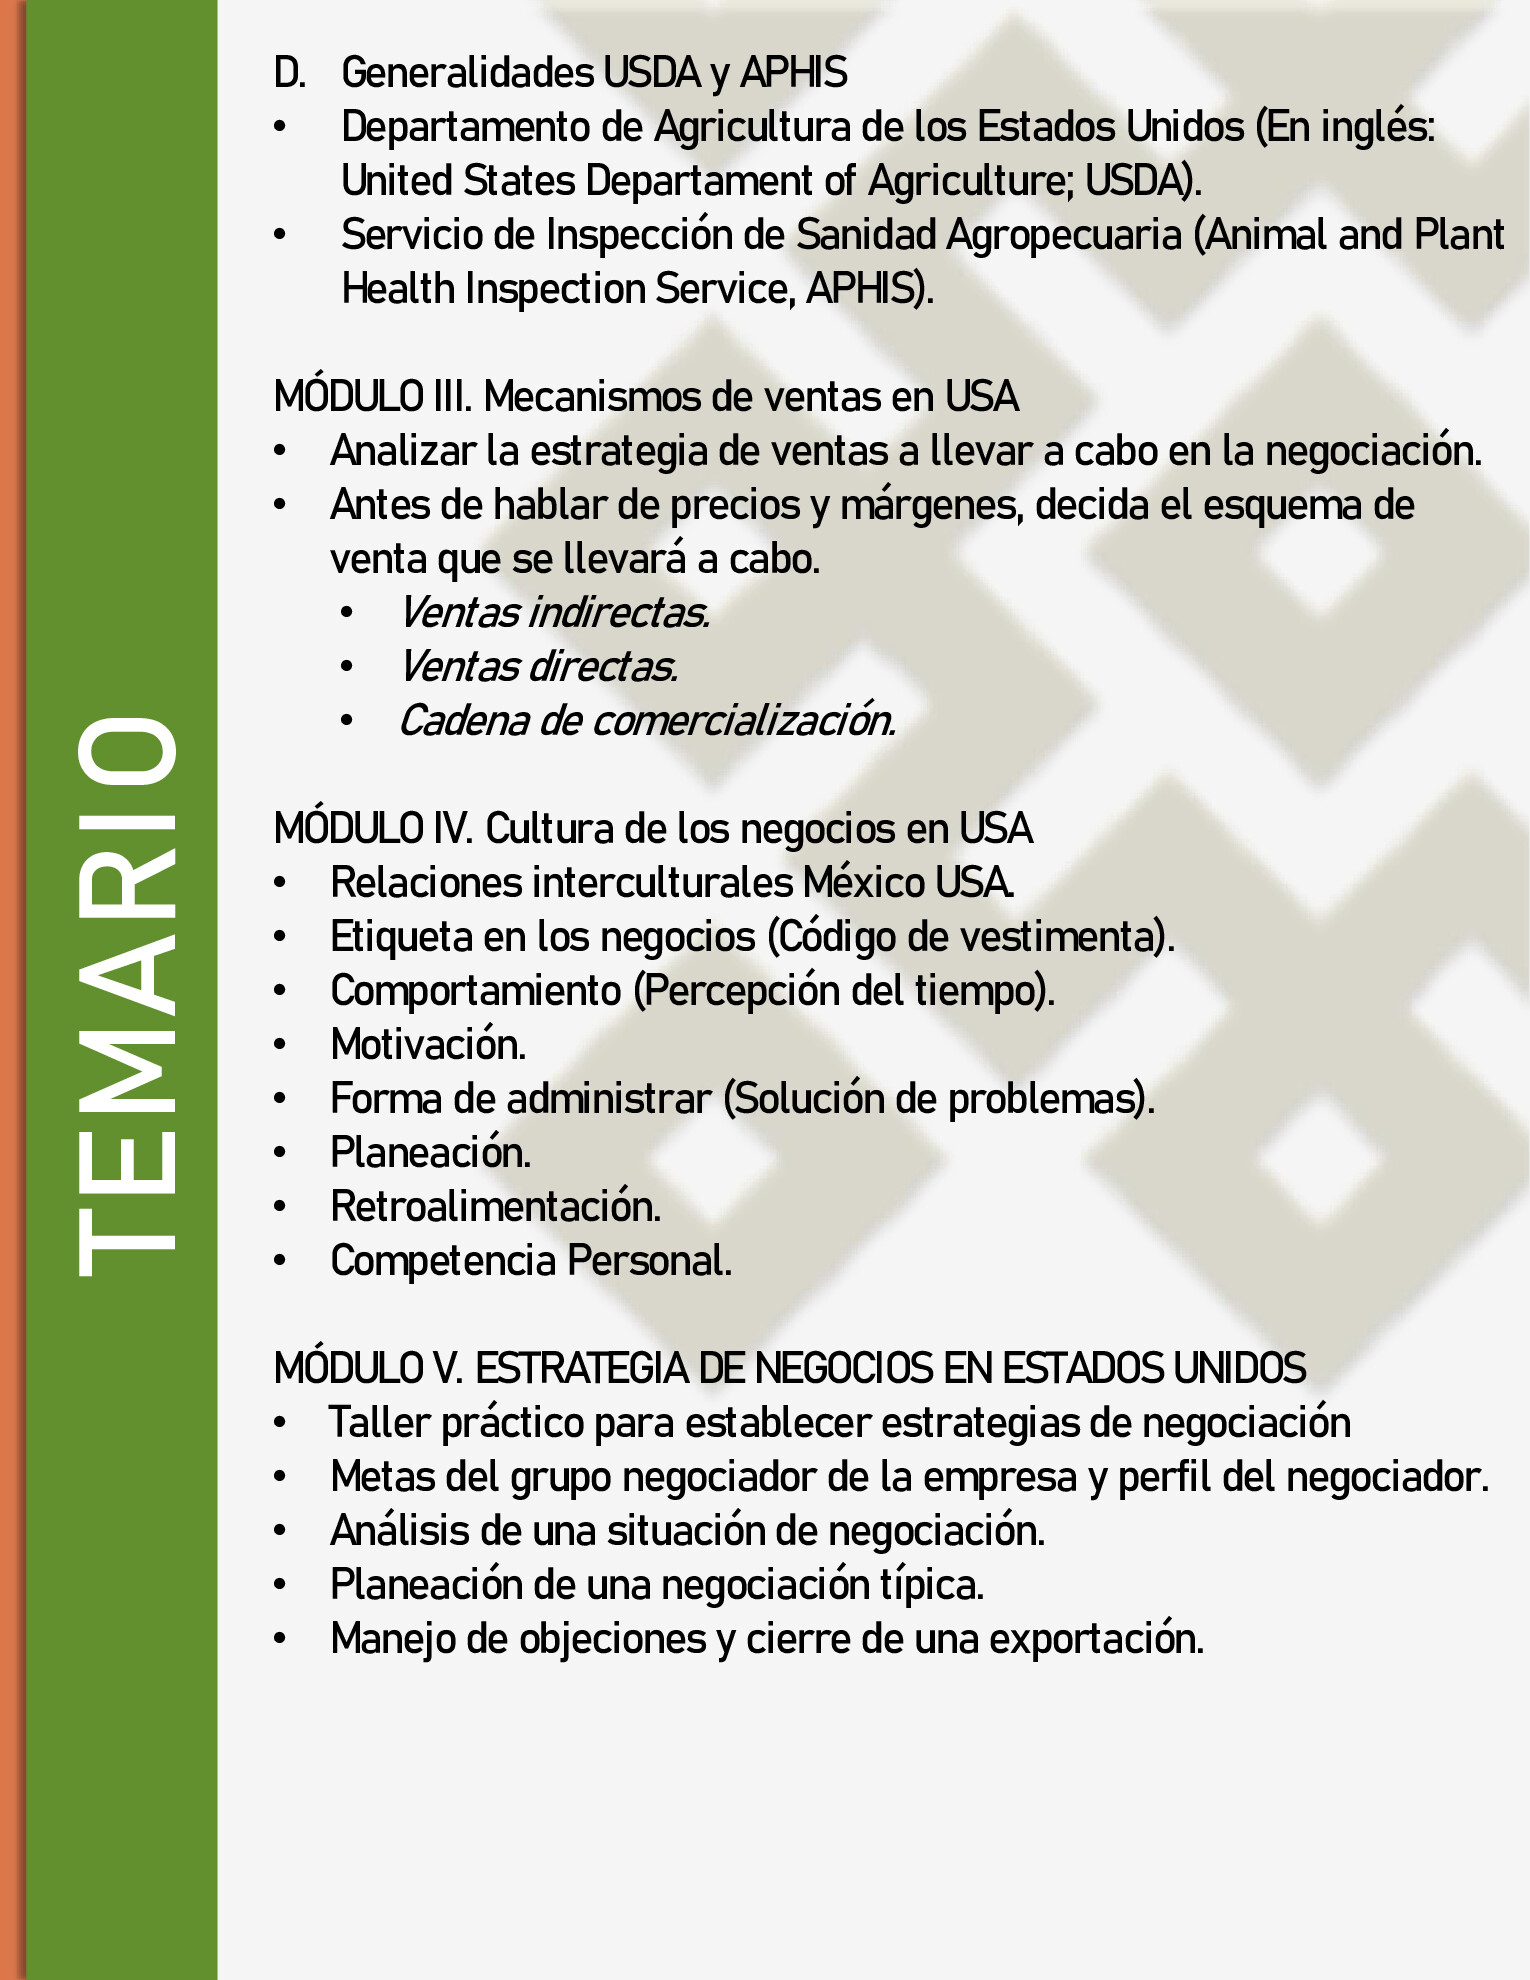 TEMARIO
D. Generalidades USDA y APHIS
• Departamento de Agricultura de los Estados Unidos (En inglés:
United States Departament of Agriculture; USDA).
• Servicio de Inspección de Sanidad Agropecuaria (Animal and Plant
Health Inspection Service, APHIS).
MÓDULO III. Mecanismos de ventas en USA
• Analizar la estrategia de ventas a llevar a cabo en la negociación.
• Antes de hablar de precios y márgenes, decida el esquema de
venta que se llevará a cabo.
• Ventas indirectas.
• Ventas directas.
• Cadena de comercialización.
MÓDULO IV. Cultura de los negocios en USA
• Relaciones interculturales México USA.
• Etiqueta en los negocios (Código de vestimenta).
• Comportamiento (Percepción del tiempo).
• Motivación.
• Forma de administrar (Solución de problemas).
• Planeación.
• Retroalimentación.
• Competencia Personal.
MÓDULO V. ESTRATEGIA DE NEGOCIOS EN ESTADOS UNIDOS
• Taller práctico para establecer estrategias de negociación
• Metas del grupo negociador de la empresa y perfil del negociador.
• Análisis de una situación de negociación.
• Planeación de una negociación típica.
• Manejo de objeciones y cierre de una exportación.